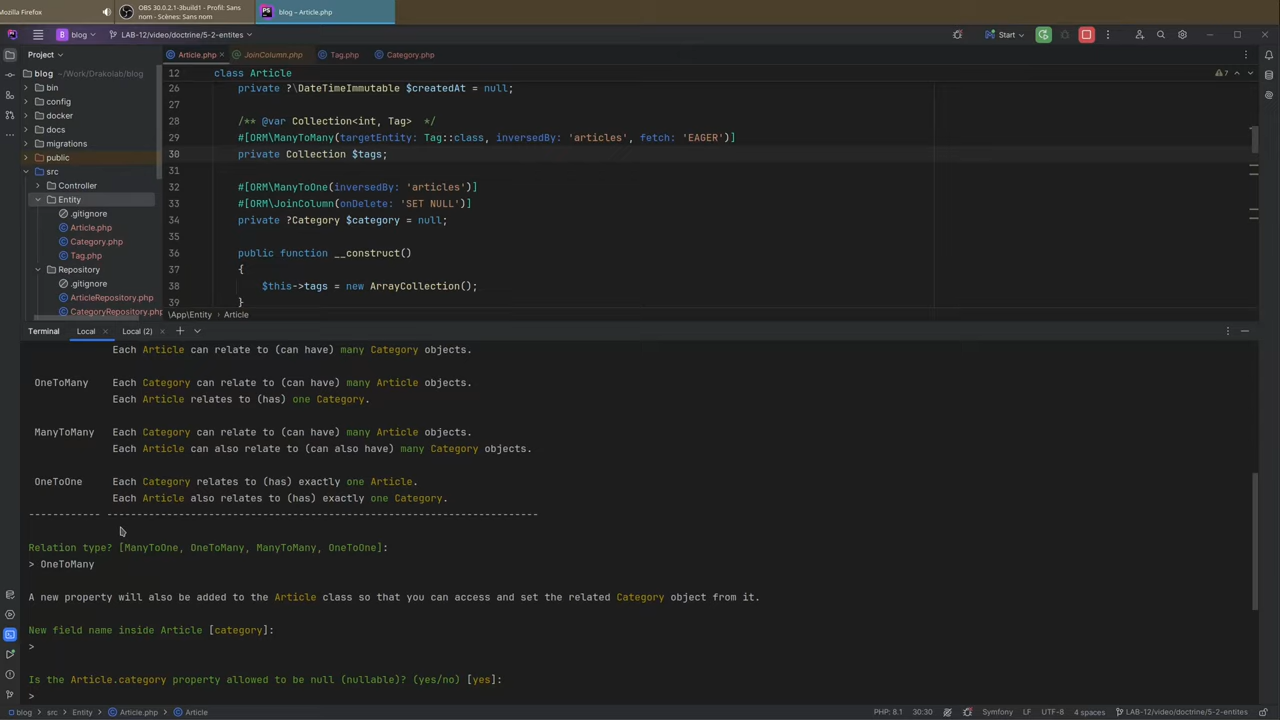 Mozilla Firefox
OBS 30.0.2.1-3build1 - Profil: Sans
nom - Scènes: Sans nom
PS
blog – Article.php
B
blog
LAB-12/video/doctrine/5-2-entites
Start
Project
Article.php
JoinColumn.php
Tag.php
Category.php
blog ~/Work/Drakolab/blog
bin
config
docker
docs
migrations
public
src
Controller
Entity
.gitignore
Article.php
Category.php
Tag.php
Repository
.gitignore
ArticleRepository.php
CategoryRepository.php
7
12 class Article
26 private ?\DateTimeImmutable $createdAt = null;
27
28 /** @var Collection<int, Tag> */
29 #[ORM\ManyToMany(targetEntity: Tag::class, inversedBy: 'articles', fetch: 'EAGER')]
30 private Collection $tags;
31
32 #[ORM\ManyToOne(inversedBy: 'articles')]
33 #[ORM\JoinColumn(onDelete: 'SET NULL')]
34 private ?Category $category = null;
35
36 public function __construct()
37 {
38 $this->tags = new ArrayCollection();
39 }
\App\Entity Article
Terminal Local Local (2)
Each Article can relate to (can have) many Category objects.
OneToMany Each Category can relate to (can have) many Article objects.
Each Article relates to (has) one Category.
ManyToMany Each Category can relate to (can have) many Article objects.
Each Article can also relate to (can also have) many Category objects.
OneToOne Each Category relates to (has) exactly one Article.
Each Article also relates to (has) exactly one Category.
------------ ------------------------------------------------------------------------
Relation type? [ManyToOne, OneToMany, ManyToMany, OneToOne]:
> OneToMany
A new property will also be added to the Article class so that you can access and set the related Category object from it.
New field name inside Article [category]:
>
Is the Article.category property allowed to be null (nullable)? (yes/no) [yes]:
>
blog > src > Entity > Article.php > Article
PHP: 8.1
30:30
Symfony
LF
UTF-8
4 spaces
LAB-12/video/doctrine/5-2-entites